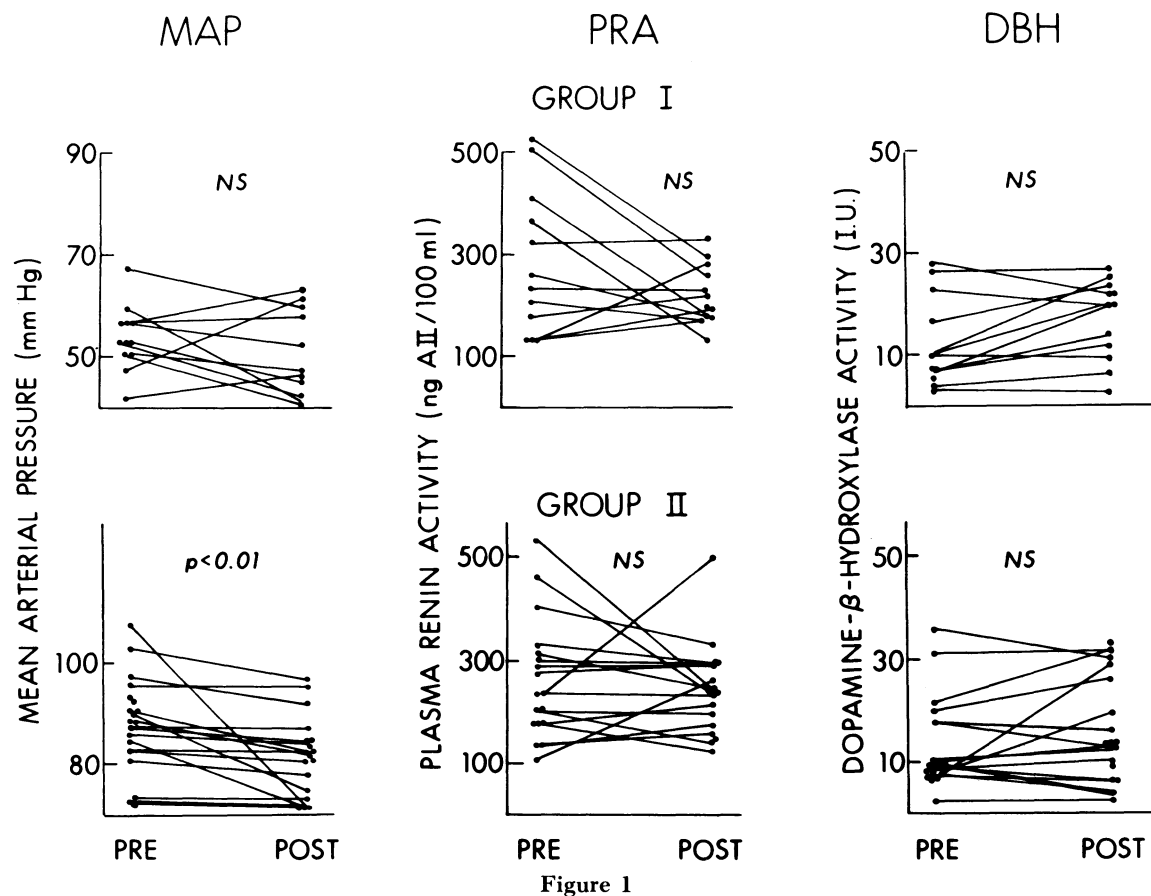 MAP PRA DBH
GROUP I
MEAN ARTERIAL PRESSURE (mm Hg)
90
70
50
NS
PLASMA RENIN ACTIVITY (ng AII/100ml)
500
300
100
NS
DOPAMINE-β-HYDROXYLASE ACTIVITY (I.U.)
50
30
10
NS
GROUP II
100
80
p<0.01
500
300
100
NS
50
30
10
NS
PRE POST PRE POST PRE POST
Figure 1